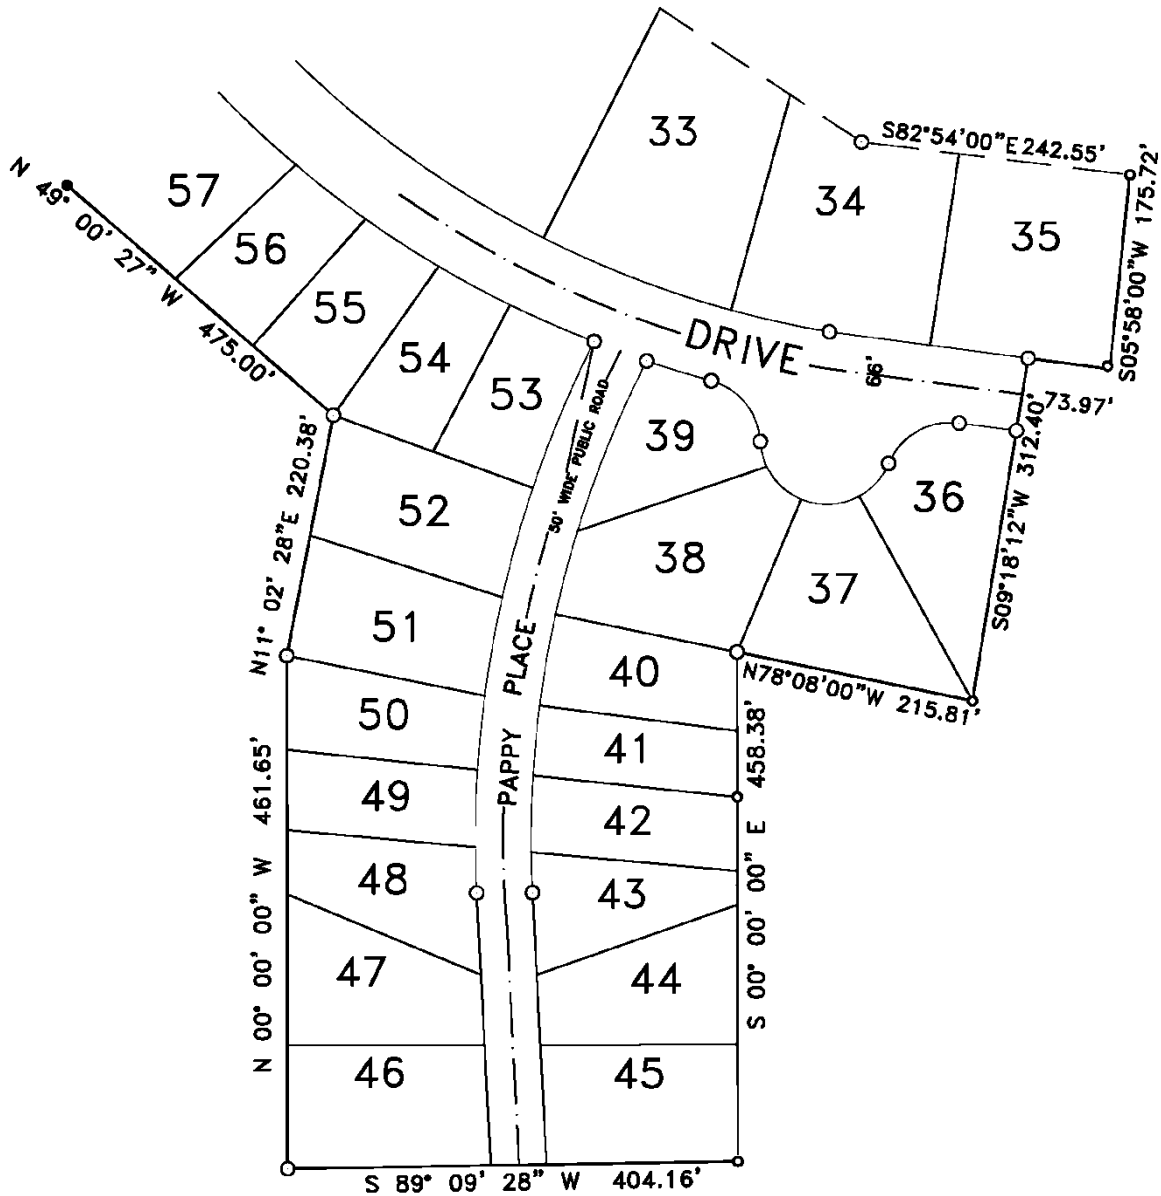 33
S82°54'00"E 242.55'
34
35
S05°58'00"W 175.72'
N 49° 00' 27" W 475.00'
57
56
55
54
53
DRIVE
66'
73.97'
50' WIDE PUBLIC ROAD
39
36
S09°18'12"W 312.40'
N11° 02' 28"E 220.38'
52
38
37
51
PAPPY PLACE
40
N78°08'00"W 215.81'
50
41
458.38'
S 00° 00' 00" E
N 00° 00' 00" W 461.65'
49
42
48
43
47
44
46
45
S 89° 09' 28" W 404.16'